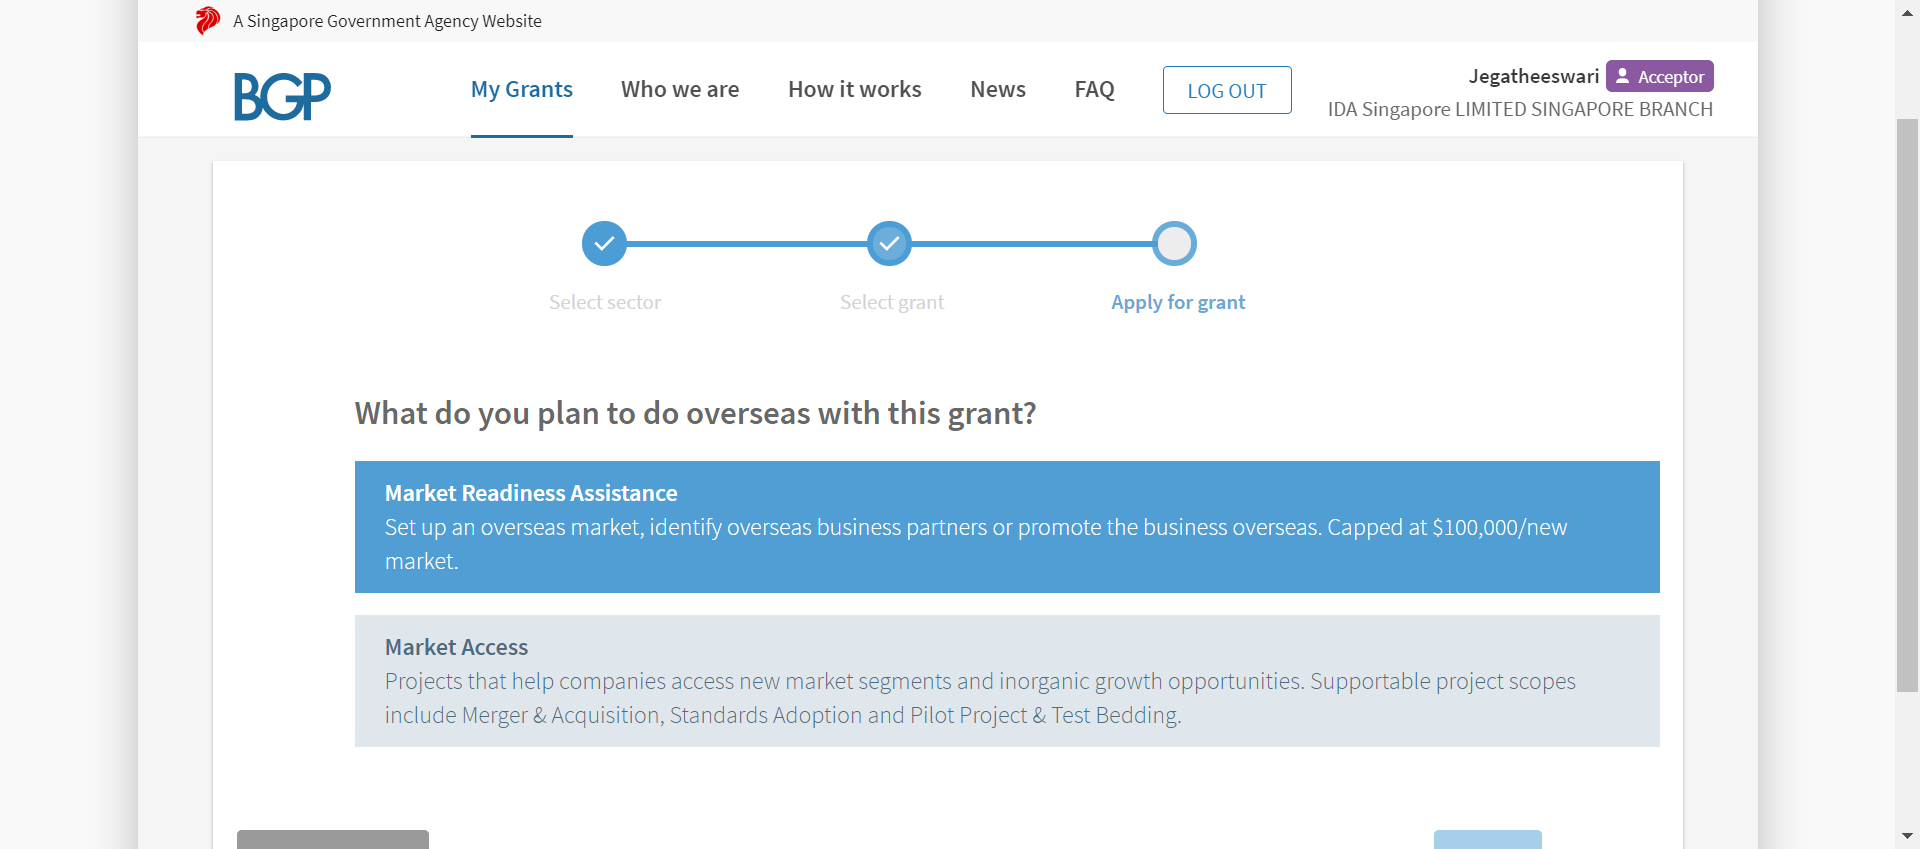 A Singapore Government Agency Website
BGP
My Grants
Who we are
How it works
News
FAQ
LOG OUT
Jegatheeswari
Acceptor
IDA Singapore LIMITED SINGAPORE BRANCH
Select sector
Select grant
Apply for grant
What do you plan to do overseas with this grant?
Market Readiness Assistance
Set up an overseas market, identify overseas business partners or promote the business overseas. Capped at $100,000/new
market.
Market Access
Projects that help companies access new market segments and inorganic growth opportunities. Supportable project scopes
include Merger & Acquisition, Standards Adoption and Pilot Project & Test Bedding.